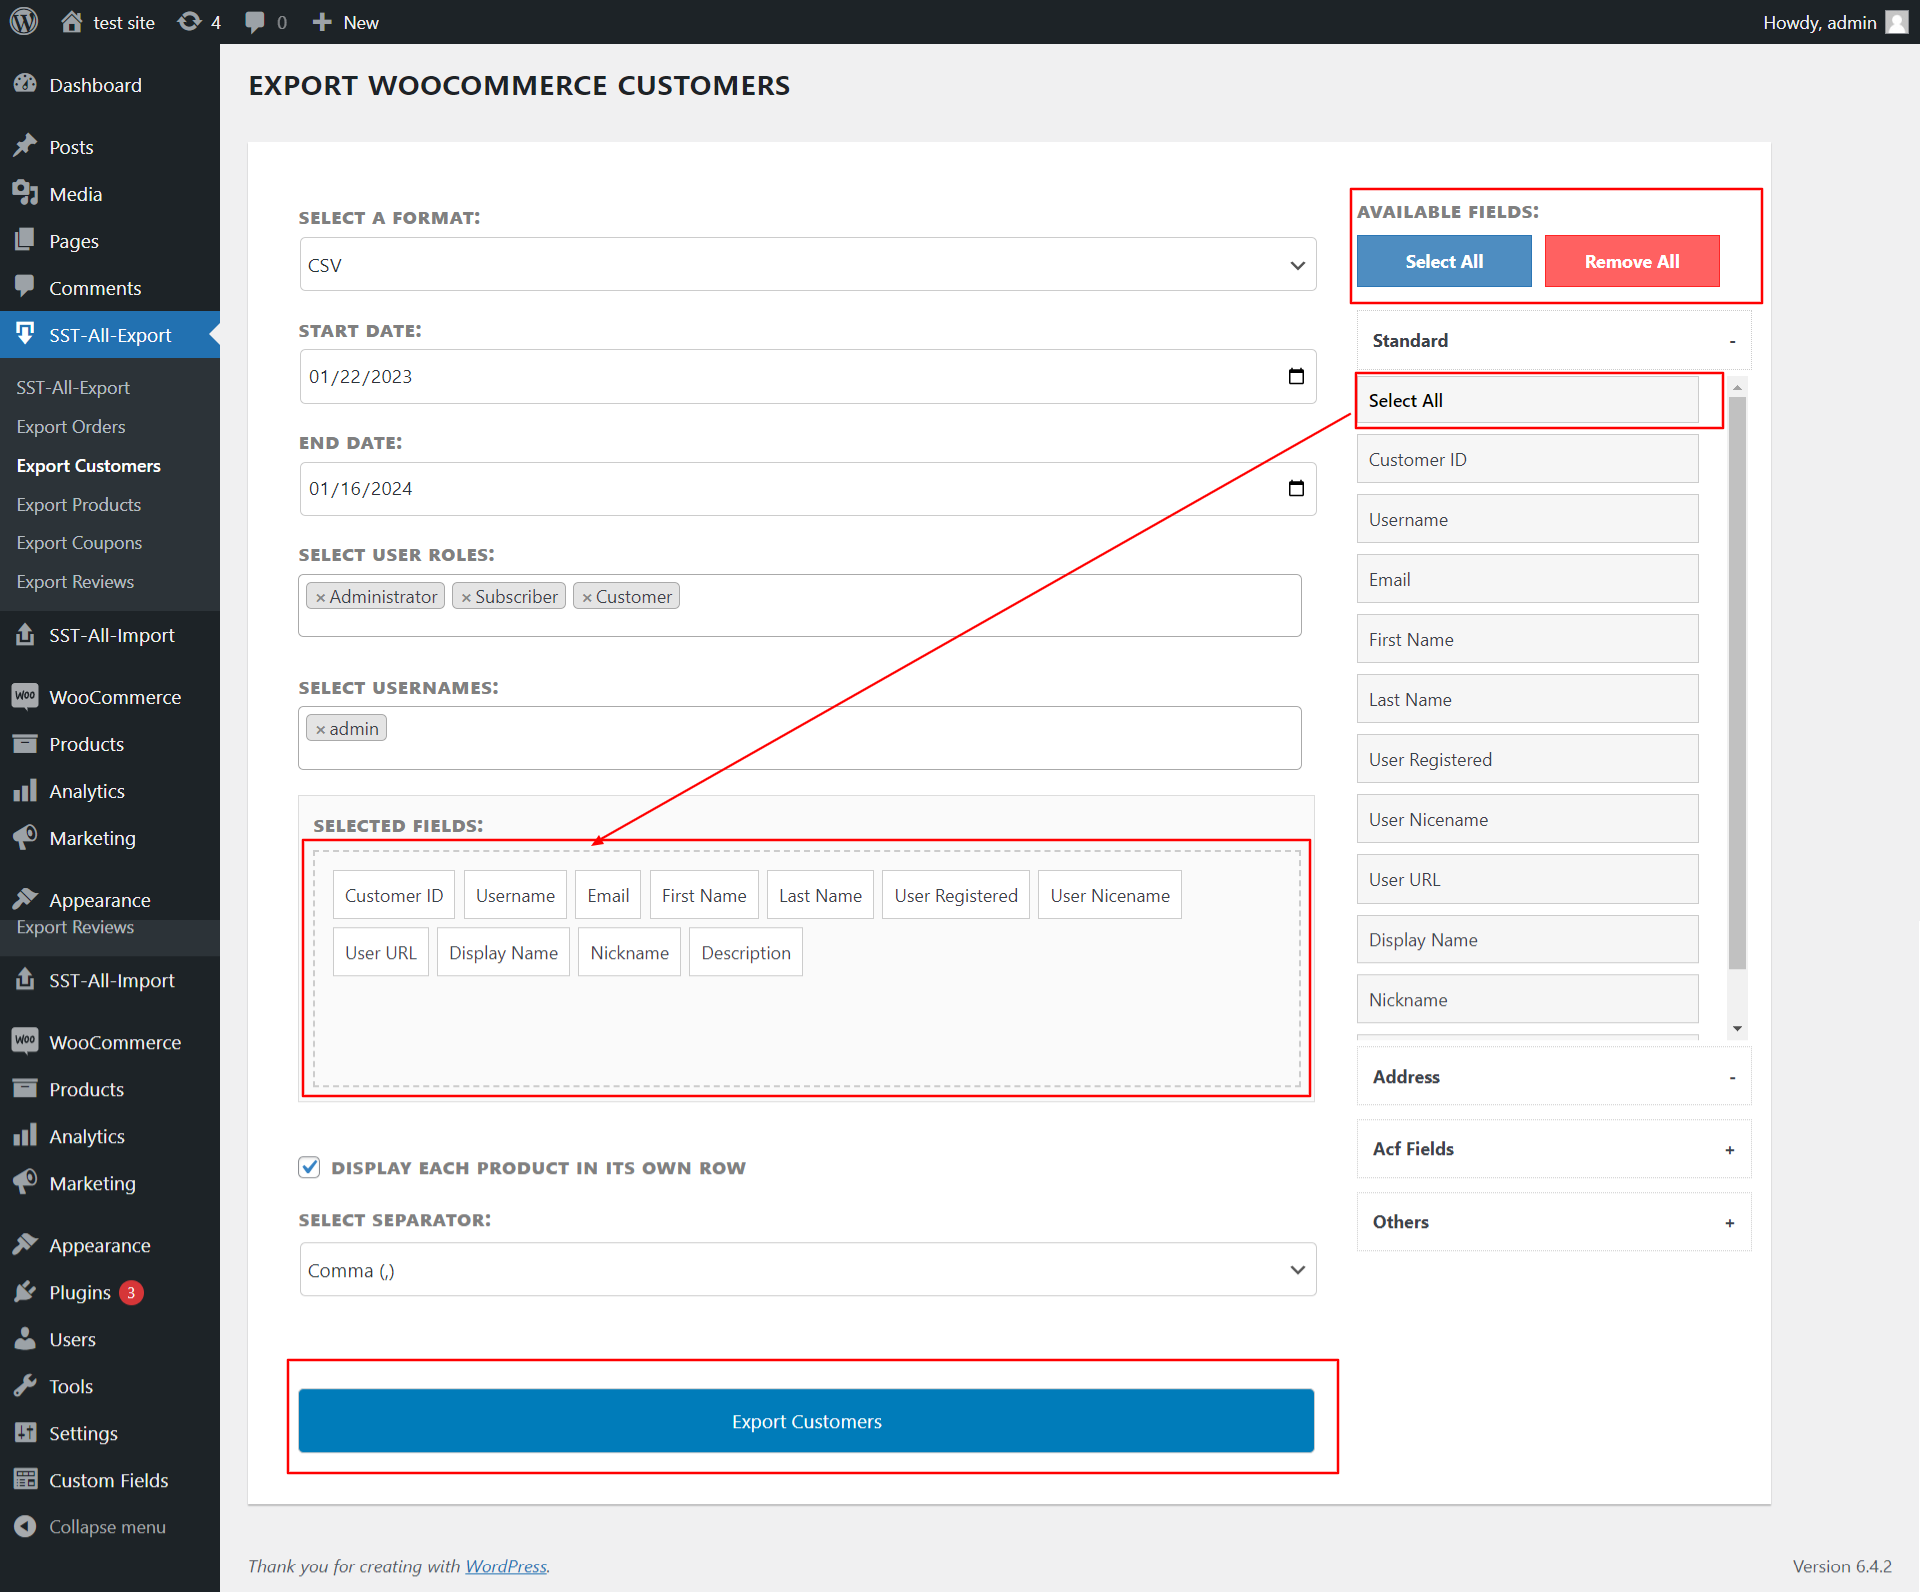 test site 4 0 New Howdy, admin
Dashboard
Posts
Media
Pages
Comments
SST-All-Export
SST-All-Export
Export Orders
Export Customers
Export Products
Export Coupons
Export Reviews
SST-All-Import
WooCommerce
Products
Analytics
Marketing
Appearance
Export Reviews
SST-All-Import
WooCommerce
Products
Analytics
Marketing
Appearance
Plugins 3
Users
Tools
Settings
Custom Fields
Collapse menu
EXPORT WOOCOMMERCE CUSTOMERS
SELECT A FORMAT:
CSV
START DATE:
01/22/2023
END DATE:
01/16/2024
SELECT USER ROLES:
× Administrator × Subscriber × Customer
SELECT USERNAMES:
× admin
SELECTED FIELDS:
Customer ID Username Email First Name Last Name User Registered User Nicename
User URL Display Name Nickname Description
DISPLAY EACH PRODUCT IN ITS OWN ROW
SELECT SEPARATOR:
Comma (,)
Export Customers
AVAILABLE FIELDS:
Select All Remove All
Standard -
Select All
Customer ID
Username
Email
First Name
Last Name
User Registered
User Nicename
User URL
Display Name
Nickname
Address -
Acf Fields +
Others +
Thank you for creating with WordPress. Version 6.4.2